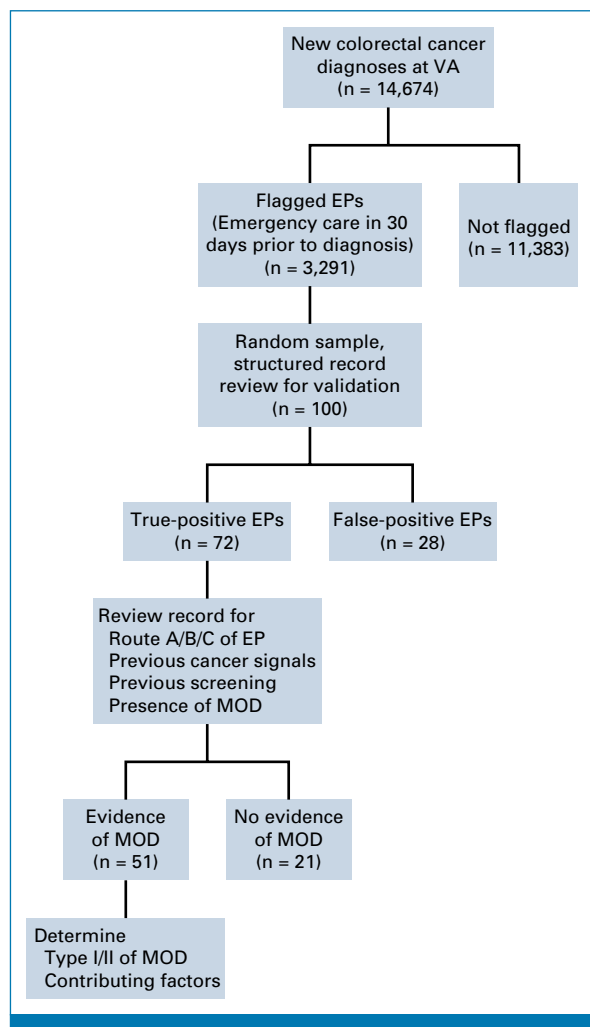 New colorectal cancer
diagnoses at VA
(n = 14,674)
Flagged EPs
(Emergency care in 30
days prior to diagnosis)
(n = 3,291)
Not flagged
(n = 11,383)
Random sample,
structured record
review for validation
(n = 100)
True-positive EPs
(n = 72)
False-positive EPs
(n = 28)
Review record for
Route A/B/C of EP
Previous cancer signals
Previous screening
Presence of MOD
Evidence
of MOD
(n = 51)
No evidence
of MOD
(n = 21)
Determine
Type I/II of MOD
Contributing factors